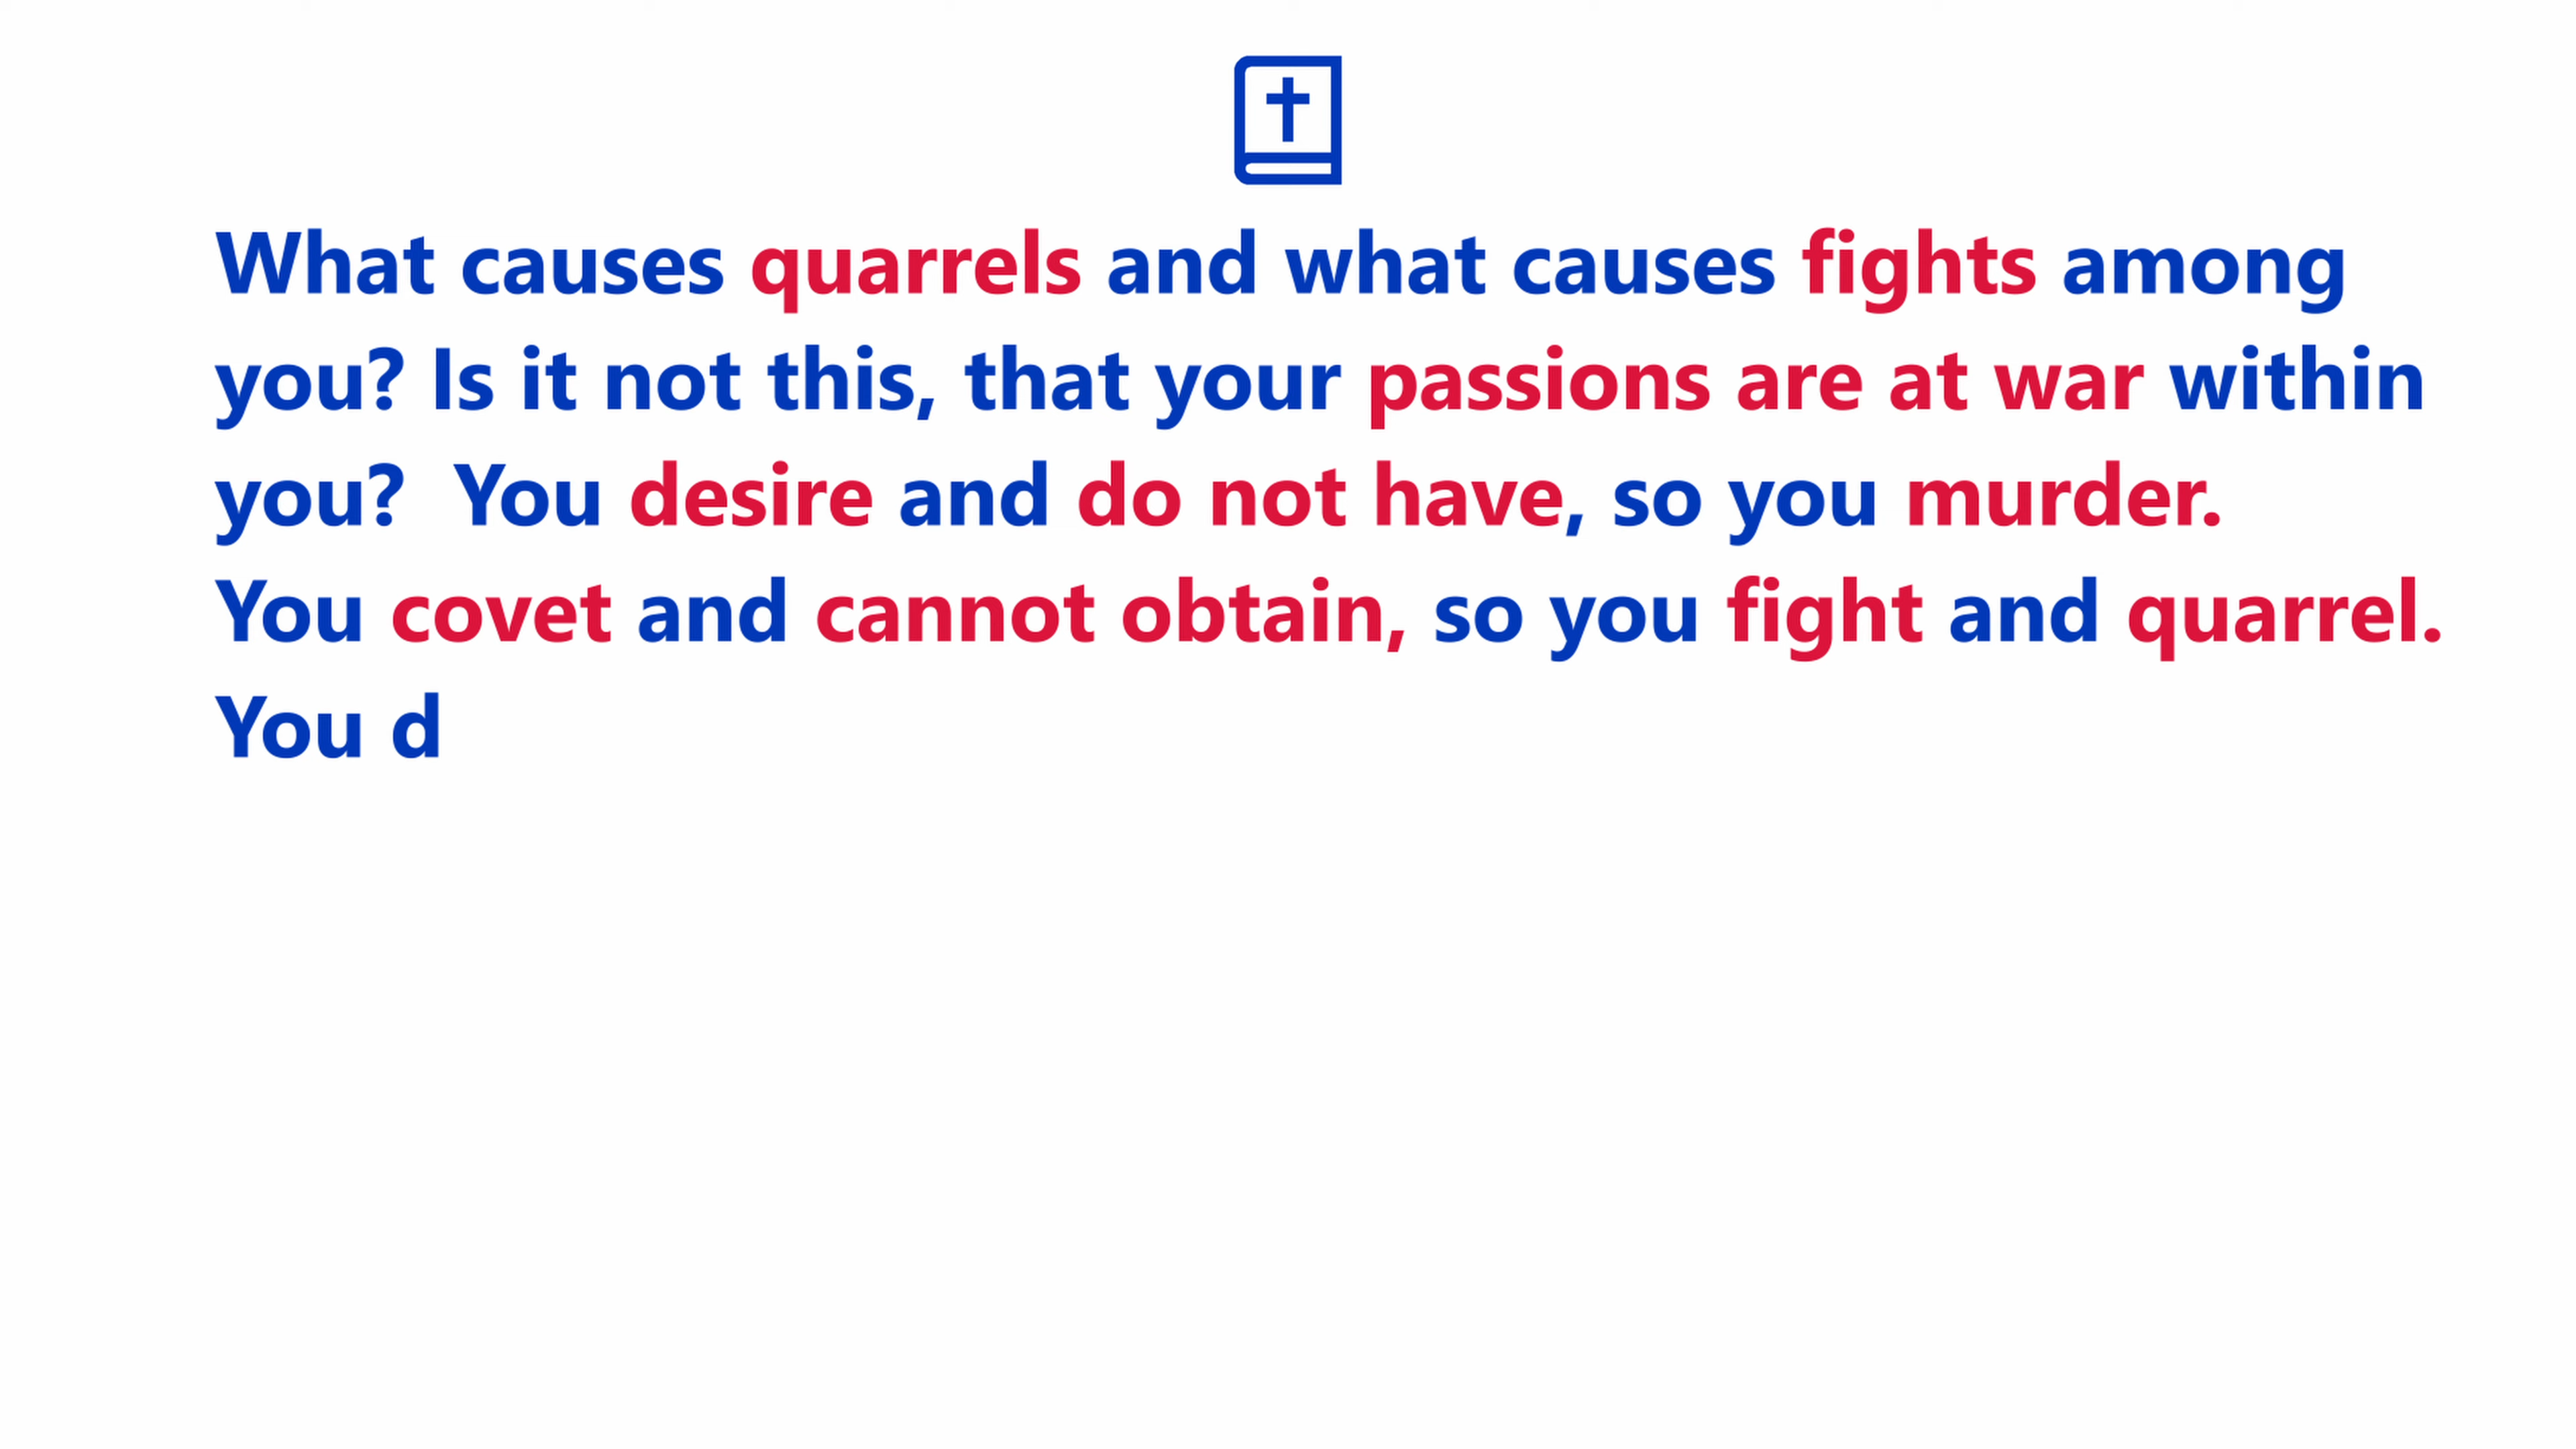 What causes quarrels and what causes fights among
you? Is it not this, that your passions are at war within
you?  You desire and do not have, so you murder.
You covet and cannot obtain, so you fight and quarrel.
You d